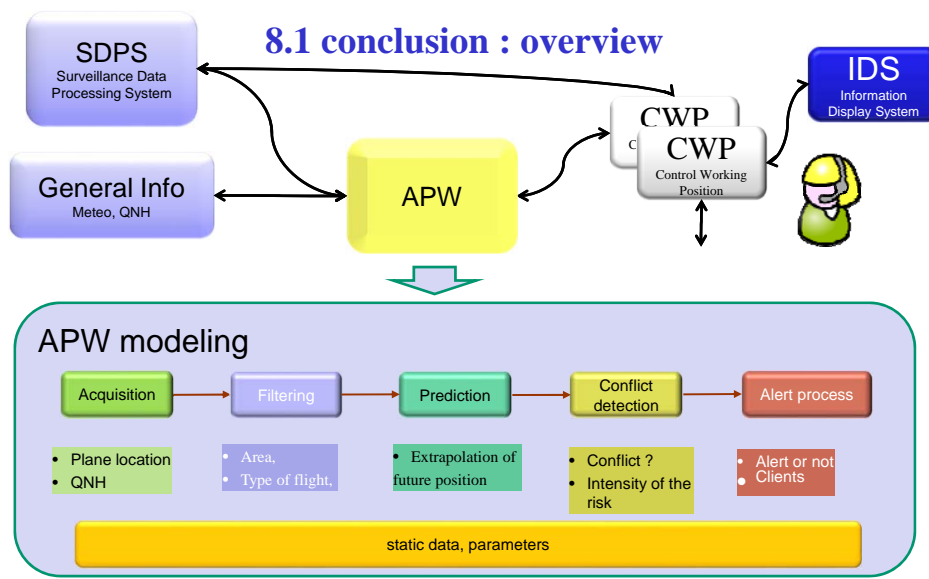 8.1 conclusion : overview
SDPS
Surveillance Data
Processing System
General Info
Meteo, QNH
APW
CWP
C
CWP
Control Working
Position
IDS
Information
Display System
APW modeling
Acquisition
Filtering
Prediction
Conflict
detection
Alert process
• Plane location
• QNH
• Area,
• Type of flight,
• Extrapolation of
future position
• Conflict ?
• Intensity of the
risk
• Alert or not
• Clients
static data, parameters